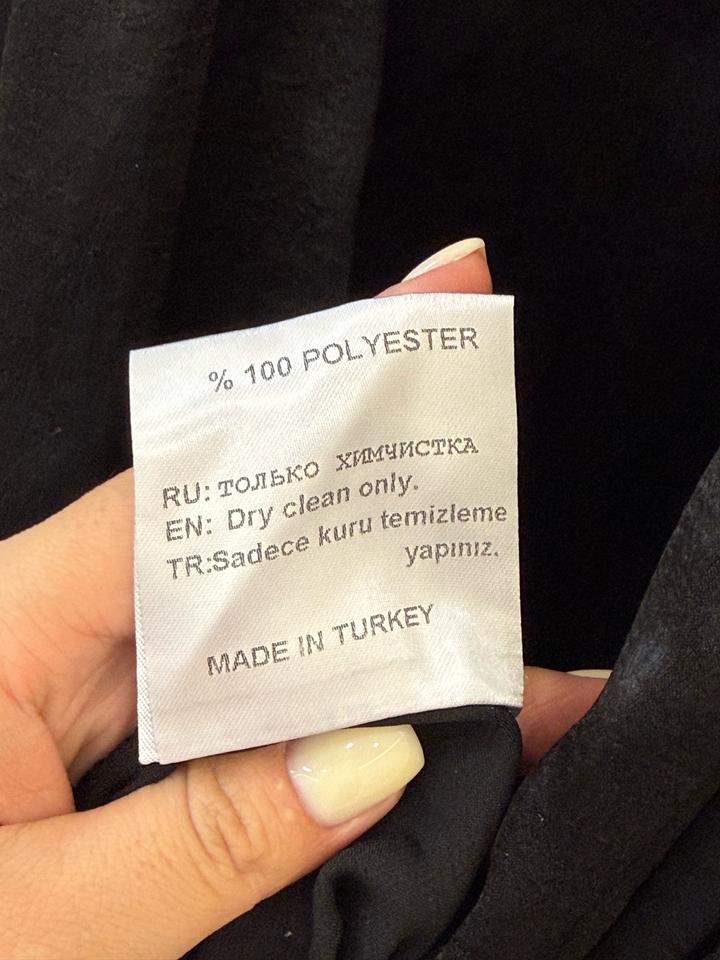 % 100 POLYESTER
RU: ТОЛЬКО ХИМЧИСТКА
EN: Dry clean only.
TR:Sadece kuru temizleme
yapınız.
MADE IN TURKEY